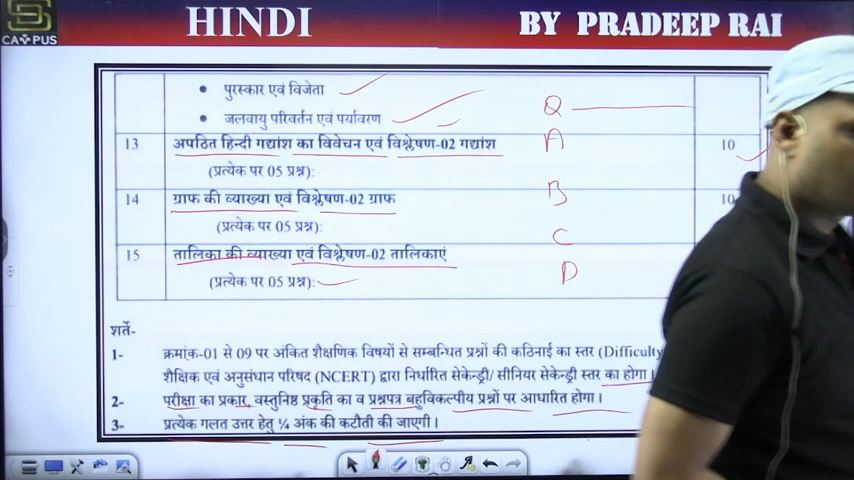 CAMPUS
HINDI
BY PRADEEP RAI
• पुरस्कार एवं विजेता
• जलवायु परिवर्तन एवं पर्यावरण
Q
13 अपठित हिन्दी गद्यांश का विवेचन एवं विश्लेषण-02 गद्यांश A 10
(प्रत्येक पर 05 प्रश्न):
14 ग्राफ की व्याख्या एवं विश्लेषण-02 ग्राफ B 10
(प्रत्येक पर 05 प्रश्न):
C
15 तालिका की व्याख्या एवं विश्लेषण-02 तालिकाएं
(प्रत्येक पर 05 प्रश्न): D
शर्ते-
1- क्रमांक-01 से 09 पर अंकित शैक्षणिक विषयों से सम्बन्धित प्रश्नों की कठिनाई का स्तर (Difficulty
शैक्षिक एवं अनुसंधान परिषद (NCERT) द्वारा निर्धारित सेकेन्ड्री/ सीनियर सेकेन्ड्री स्तर का होगा।
2- परीक्षा का प्रकार, वस्तुनिष्ठ प्रकृति का व प्रश्नपत्र बहुविकल्पीय प्रश्नों पर आधारित होगा।
3- प्रत्येक गलत उत्तर हेतु ¼ अंक की कटौती की जाएगी।